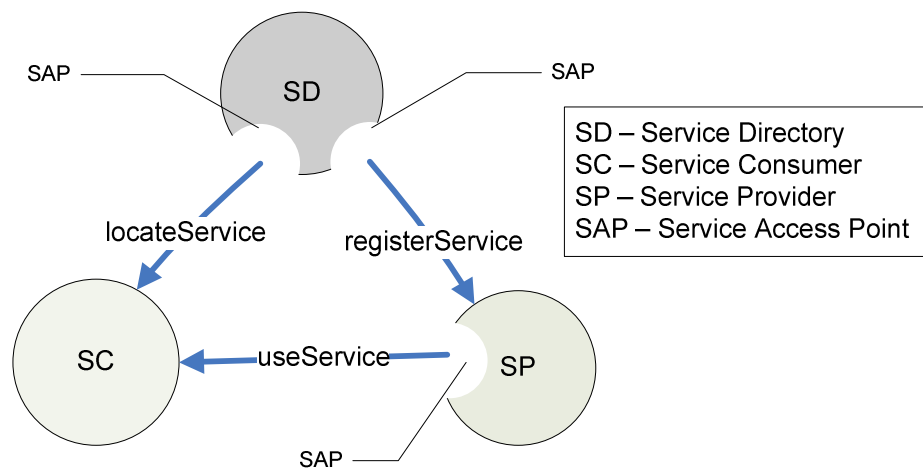 SAP
SD
SAP
SD – Service Directory
SC – Service Consumer
SP – Service Provider
SAP – Service Access Point
locateService
registerService
SC
useService
SP
SAP